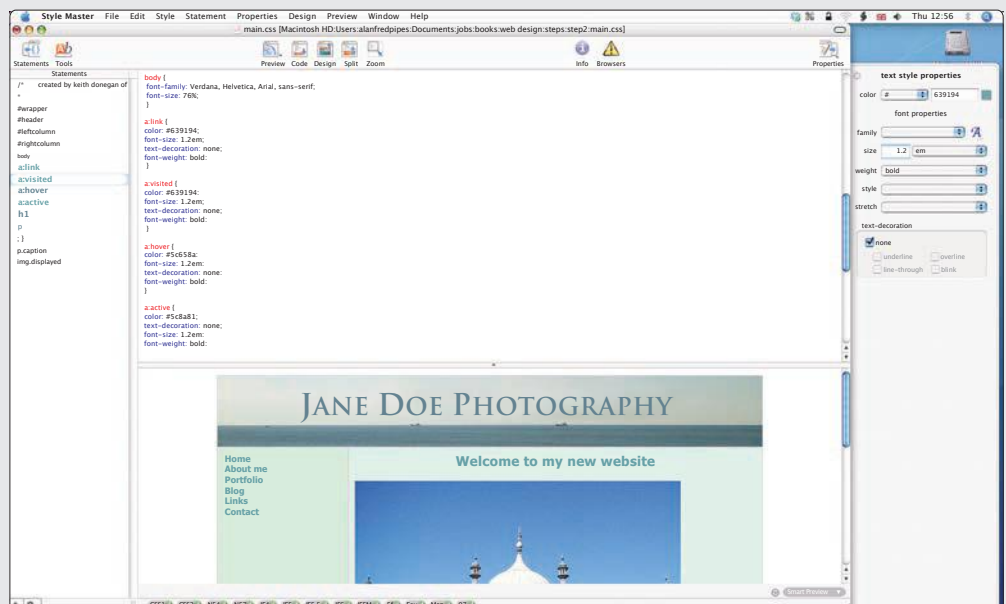 Style Master File Edit Style Statement Properties Design Preview Window Help Thu 12:56
main.css [Macintosh HD:Users:alanfredpipes:Documents:jobs:books:web design:steps:step2:main.css]
Statements Tools Preview Code Design Split Zoom Info Browsers Properties
Statements
/* created by keith donegan of
*
#wrapper
#header
#leftcolumn
#rightcolumn
body
a:link
a:visited
a:hover
a:active
h1
p
; }
p.caption
img.displayed
body {
font-family: Verdana, Helvetica, Arial, sans-serif;
font-size: 76%;
}
a:link {
color: #639194;
font-size: 1.2em;
text-decoration: none;
font-weight: bold:
}
a:visited {
color: #639194:
font-size: 1.2em;
text-decoration: none;
font-weight: bold:
}
a:hover {
color: #5c658a:
font-size: 1.2em:
text-decoration: none:
font-weight: bold:
}
a:active {
color: #5c8a81;
text-decoration: none;
font-size: 1.2em:
font-weight: bold:
text style properties
color # 639194
font properties
family
size 1.2 em
weight bold
style
stretch
text-decoration
none
underline overline
line-through blink
JANE DOE PHOTOGRAPHY
Home
About me
Portfolio
Blog
Links
Contact
Welcome to my new website
Smart Preview